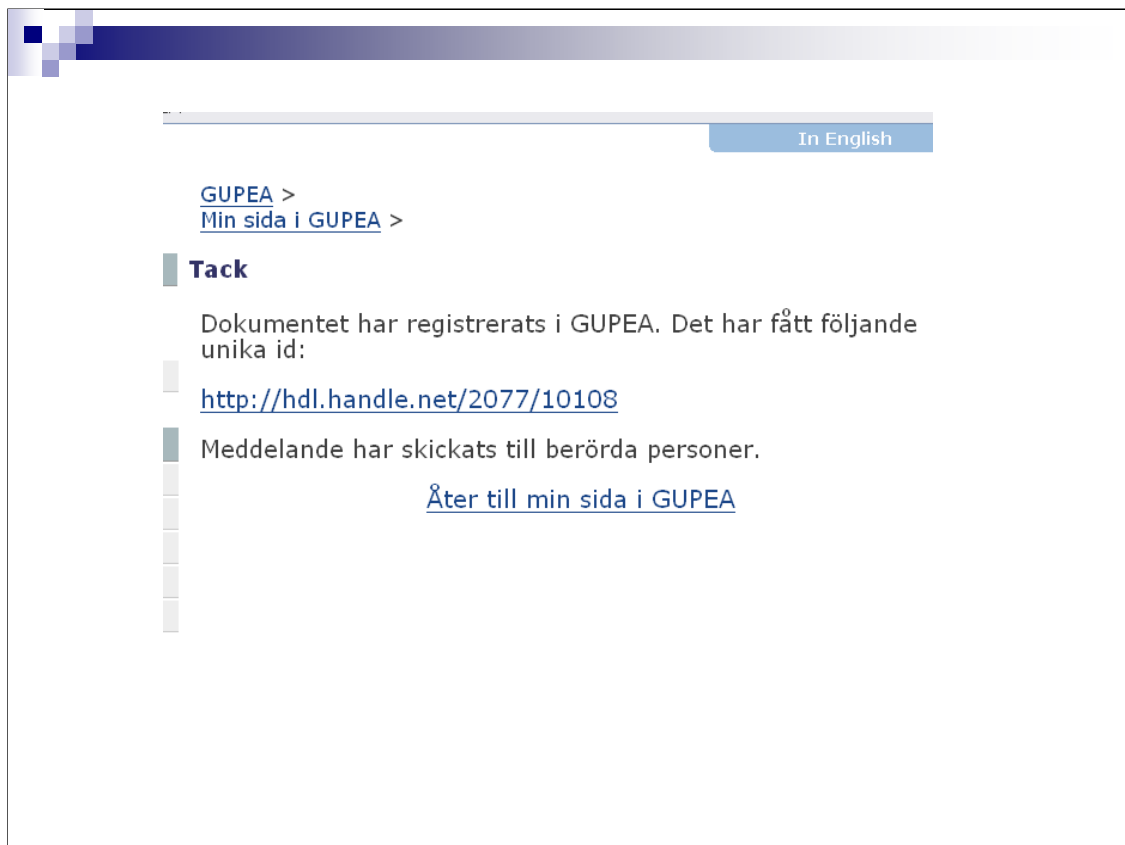 In English
GUPEA >
Min sida i GUPEA >
Tack
Dokumentet har registrerats i GUPEA. Det har fått följande
unika id:
http://hdl.handle.net/2077/10108
Meddelande har skickats till berörda personer.
Åter till min sida i GUPEA